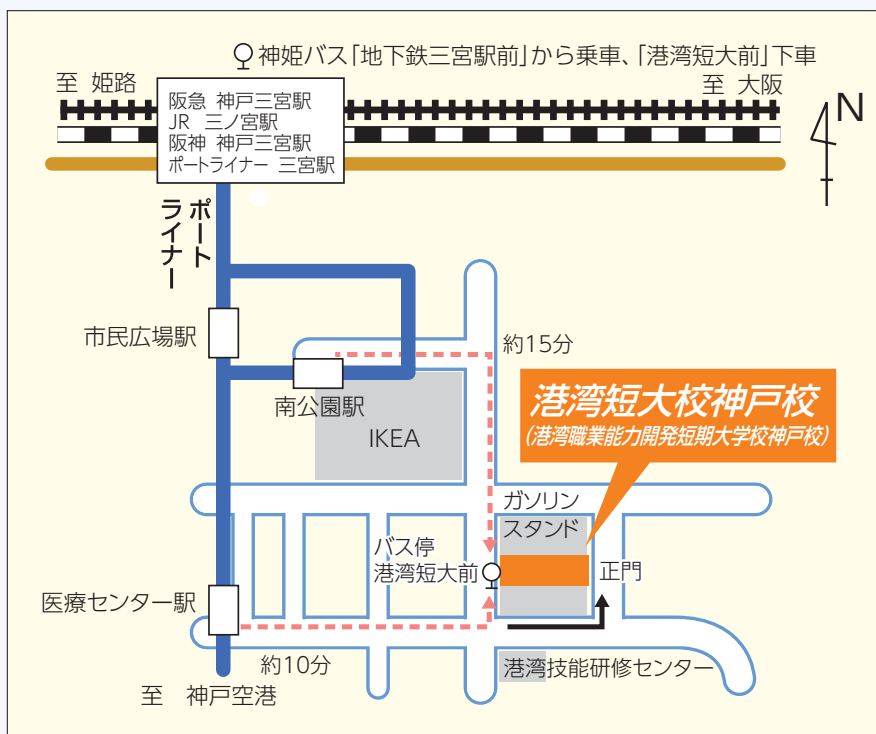 神姫バス「地下鉄三宮駅前」から乗車、「港湾短大前」下車
至 姫路
至 大阪
阪急 神戸三宮駅
JR 三ノ宮駅
阪神 神戸三宮駅
ポートライナー 三宮駅
N
ポート
ライナー
市民広場駅
約15分
南公園駅
港湾短大校神戸校
(港湾職業能力開発短期大学校神戸校)
IKEA
ガソリン
スタンド
バス停
港湾短大前
正門
医療センター駅
約10分
港湾技能研修センター
至 神戸空港